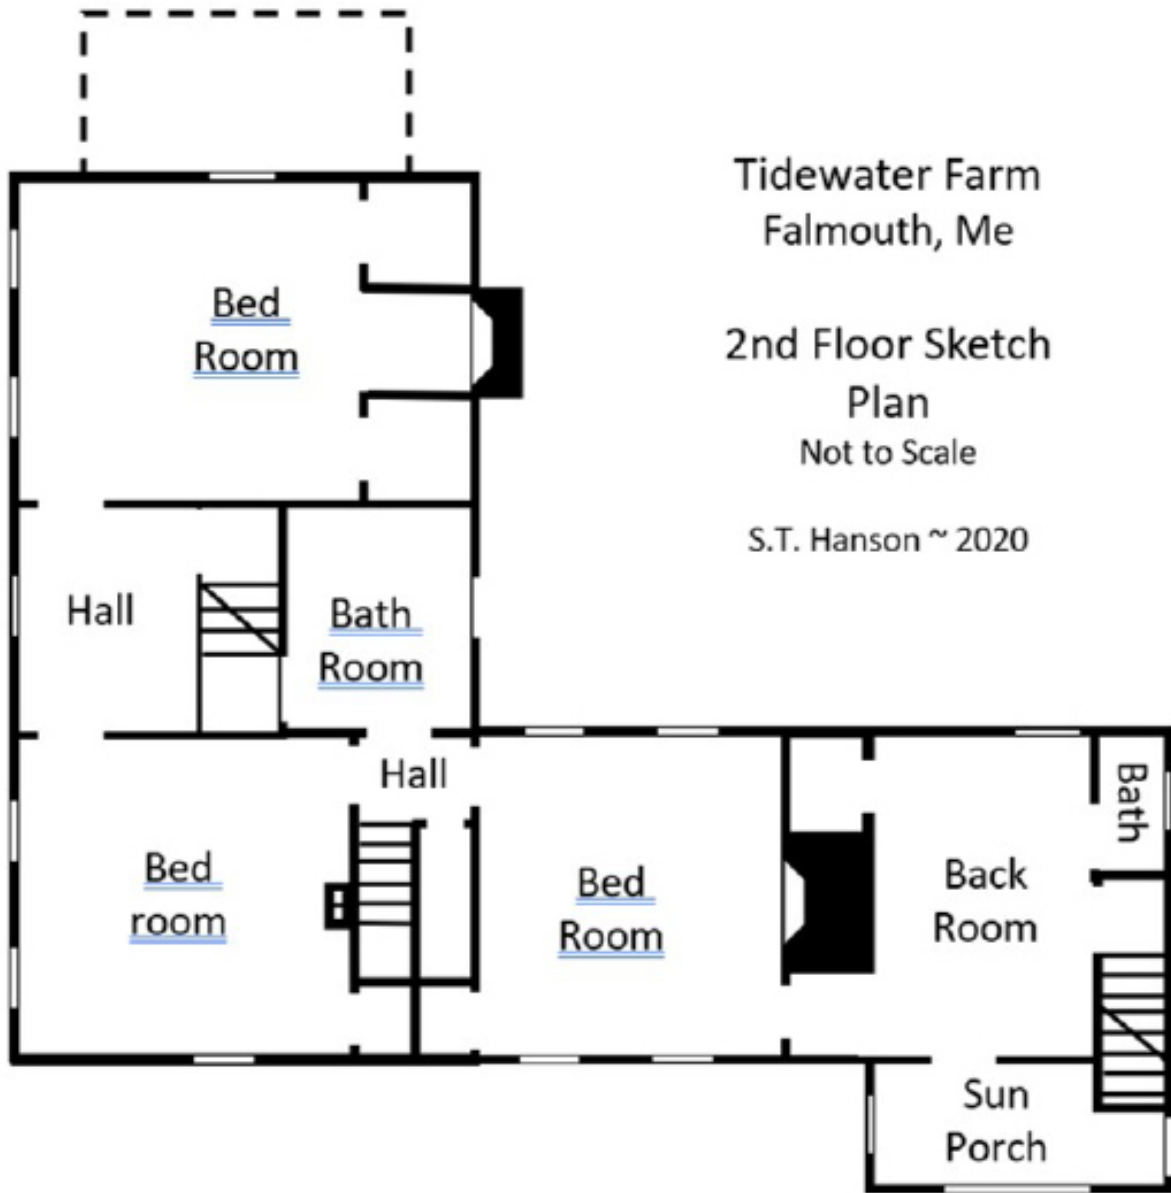 Tidewater Farm
Falmouth, Me
2nd Floor Sketch
Plan
Not to Scale
S.T. Hanson ~ 2020
Bed
Room
Hall
Bath
Room
Hall
Bed
room
Bed
Room
Back
Room
Bath
Sun
Porch